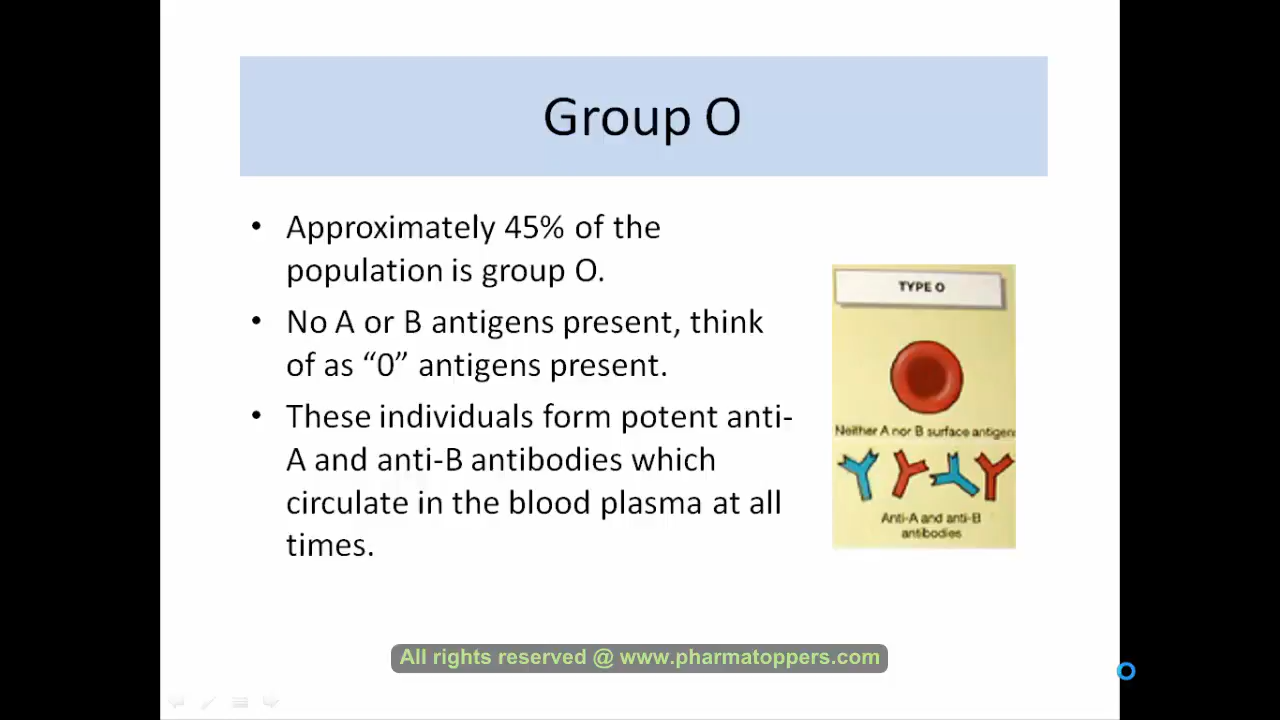 Group O
• Approximately 45% of the
population is group O.
• No A or B antigens present, think
of as “0” antigens present.
• These individuals form potent anti-
A and anti-B antibodies which
circulate in the blood plasma at all
times.
TYPE O
Neither A nor B surface antigens
Anti-A and anti-B
antibodies
All rights reserved @ www.pharmatoppers.com